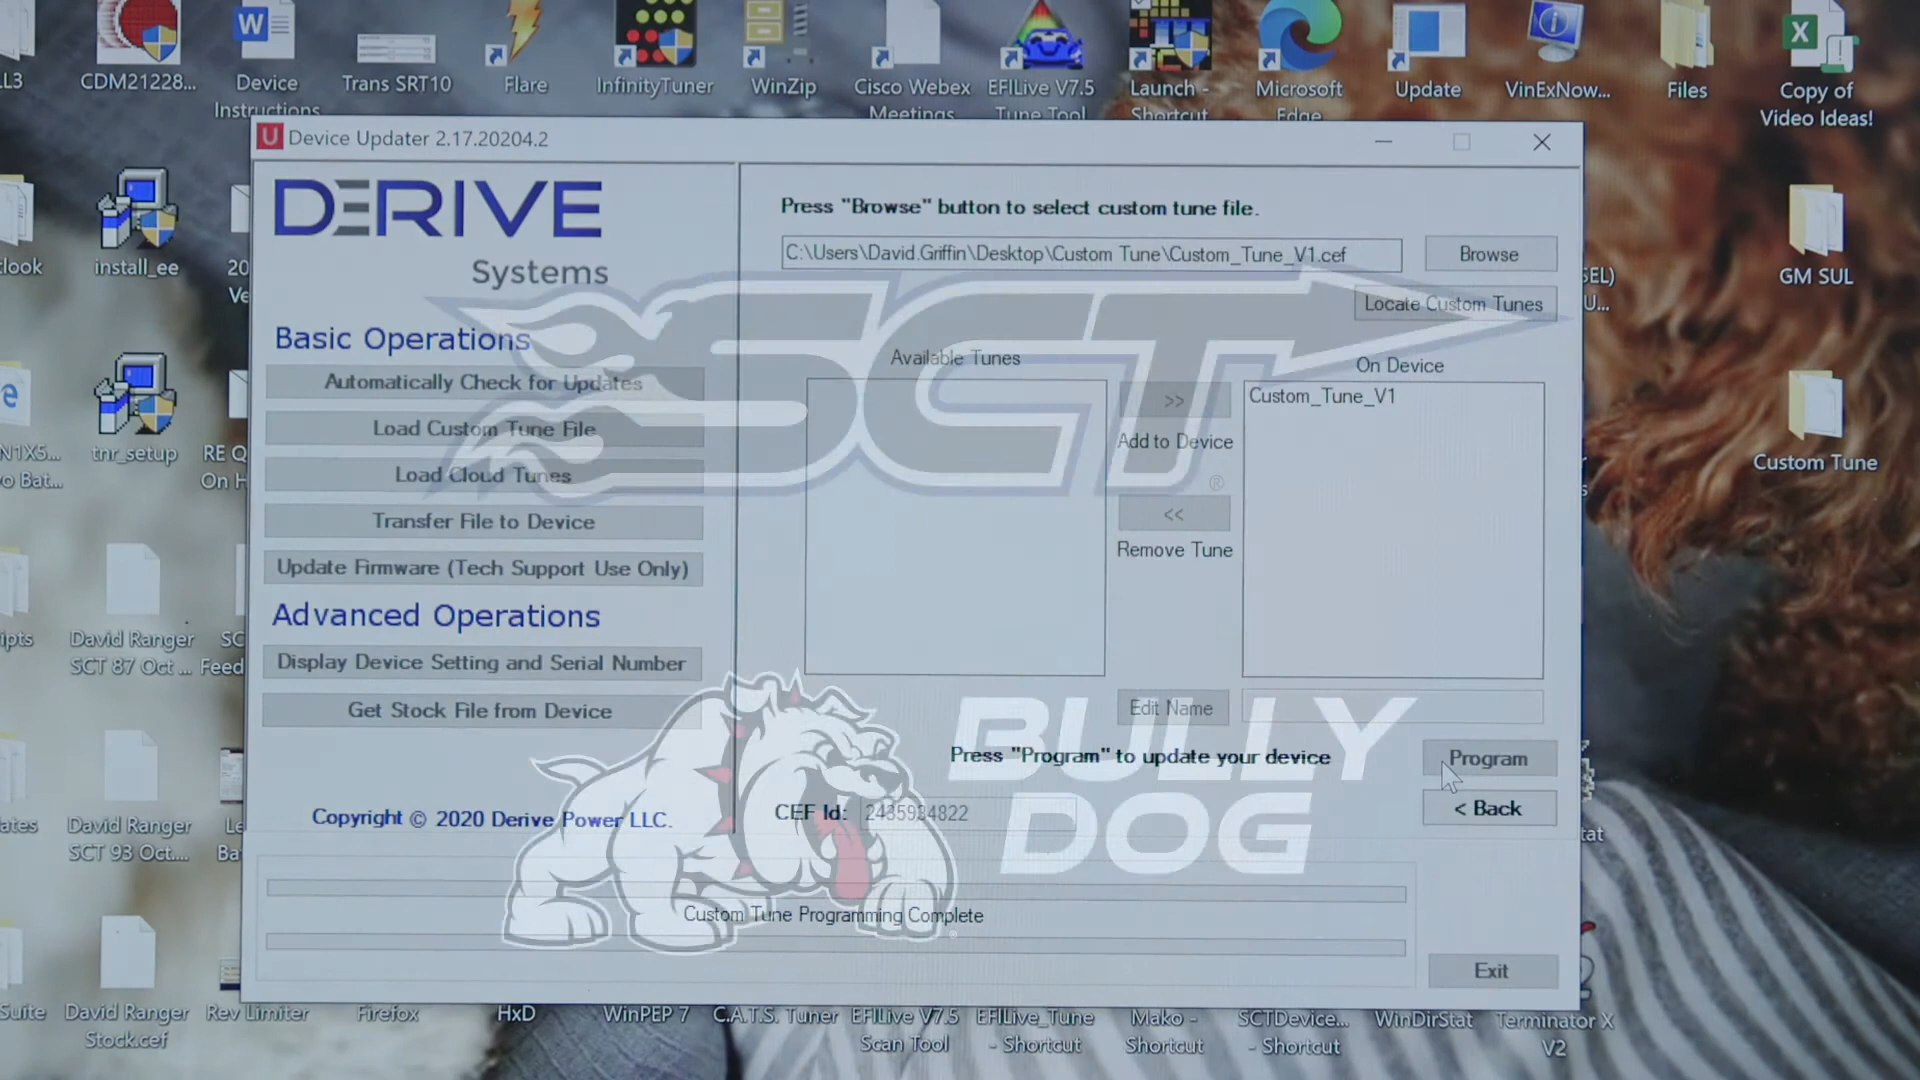 LL3
CDM21228...
Device
Instructions
Trans SRT10
Flare
InfinityTuner
WinZip
Cisco Webex
Meetings
EFILive V7.5
Tune Tool
Launch -
Shortcut
Microsoft
Edge
Update
VinExNow...
Files
Copy of
Video Ideas!
Device Updater 2.17.20204.2
DERIVE
Systems
Basic Operations
Automatically Check for Updates
Load Custom Tune File
Load Cloud Tunes
Transfer File to Device
Update Firmware (Tech Support Use Only)
Advanced Operations
Display Device Setting and Serial Number
Get Stock File from Device
Copyright © 2020 Derive Power LLC.
Press "Browse" button to select custom tune file.
C:\Users\David.Griffin\Desktop\Custom Tune\Custom_Tune_V1.cef
Browse
Locate Custom Tunes
Available Tunes
On Device
Custom_Tune_V1
>>
Add to Device
<<
Remove Tune
Edit Name
Press "Program" to update your device
Program
CEF Id:
< Back
Custom Tune Programming Complete
Exit
SCT
®
BULLY
DOG
install_ee
tnr_setup
GM SUL
Custom Tune
David Ranger
SCT 87 Oct ...
David Ranger
SCT 93 Oct....
David Ranger
Stock.cef
Rev Limiter
Firefox
HxD
WinPEP 7
C.A.T.S. Tuner
EFILive V7.5
Scan Tool
EFILive_Tune
- Shortcut
Mako -
Shortcut
SCTDevice...
- Shortcut
WinDirStat
Terminator X
V2